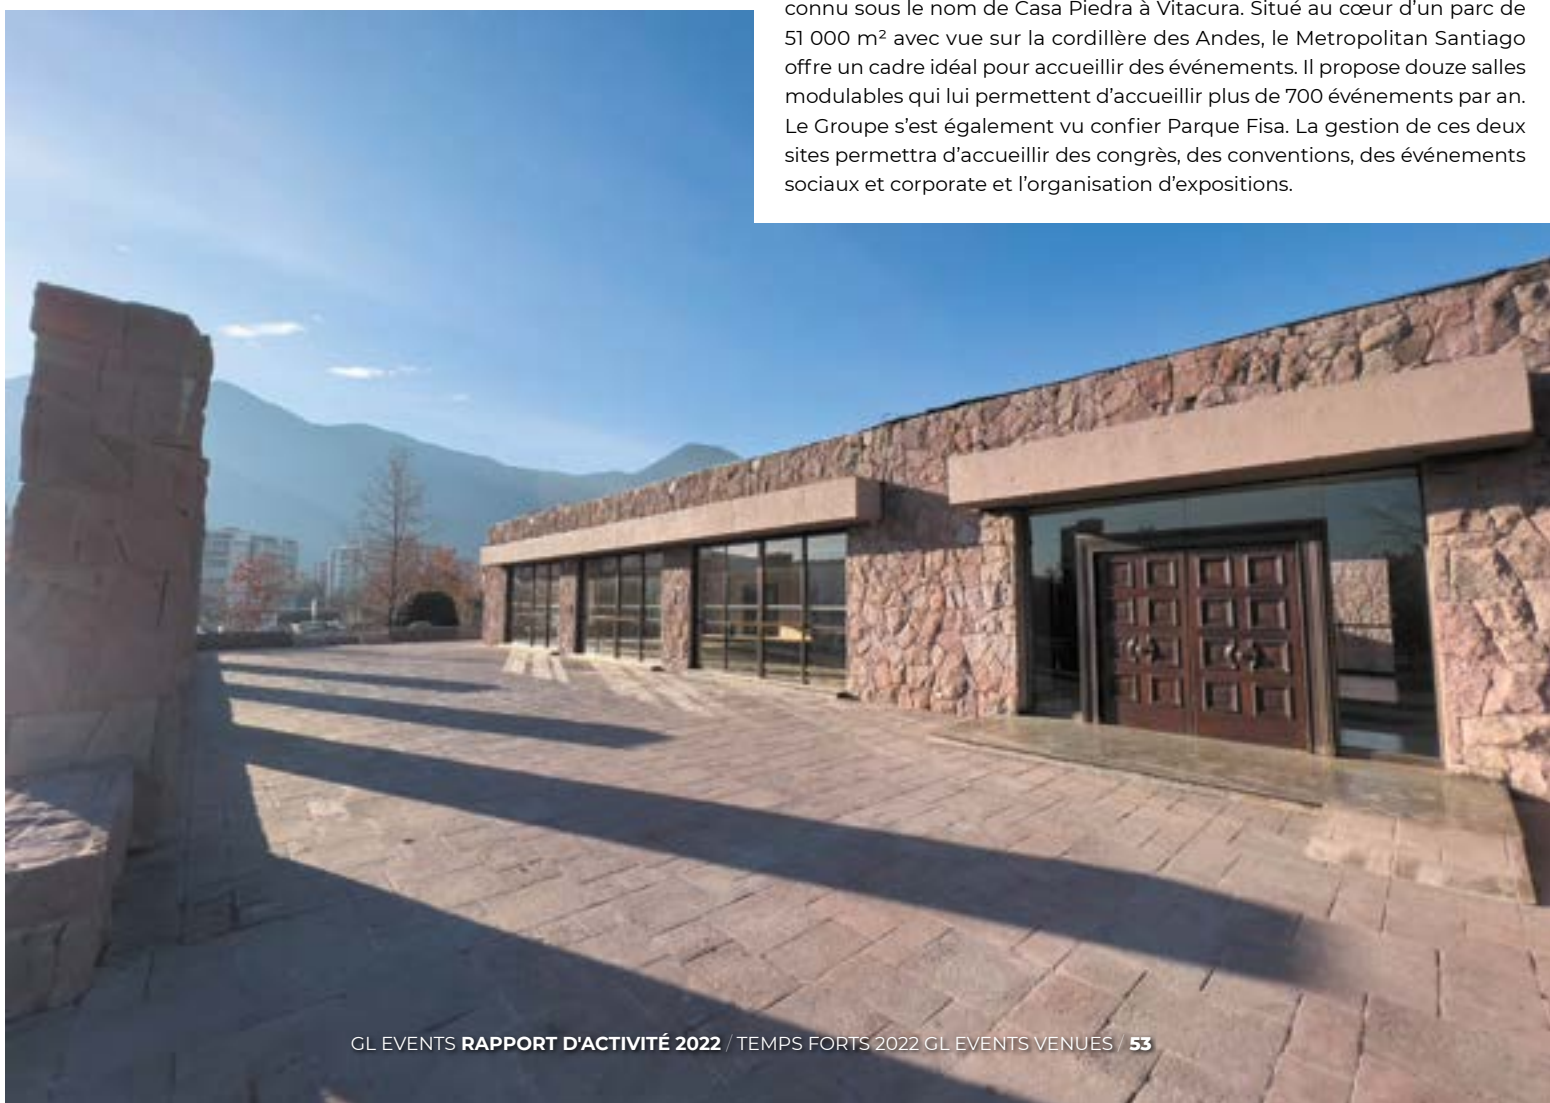 connu sous le nom de Casa Piedra à Vitacura. Situé au cœur d’un parc de
51 000 m² avec vue sur la cordillère des Andes, le Metropolitan Santiago
offre un cadre idéal pour accueillir des événements. Il propose douze salles
modulables qui lui permettent d’accueillir plus de 700 événements par an.
Le Groupe s’est également vu confier Parque Fisa. La gestion de ces deux
sites permettra d’accueillir des congrès, des conventions, des événements
sociaux et corporate et l’organisation d’expositions.
GL EVENTS RAPPORT D'ACTIVITÉ 2022 / TEMPS FORTS 2022 GL EVENTS VENUES / 53